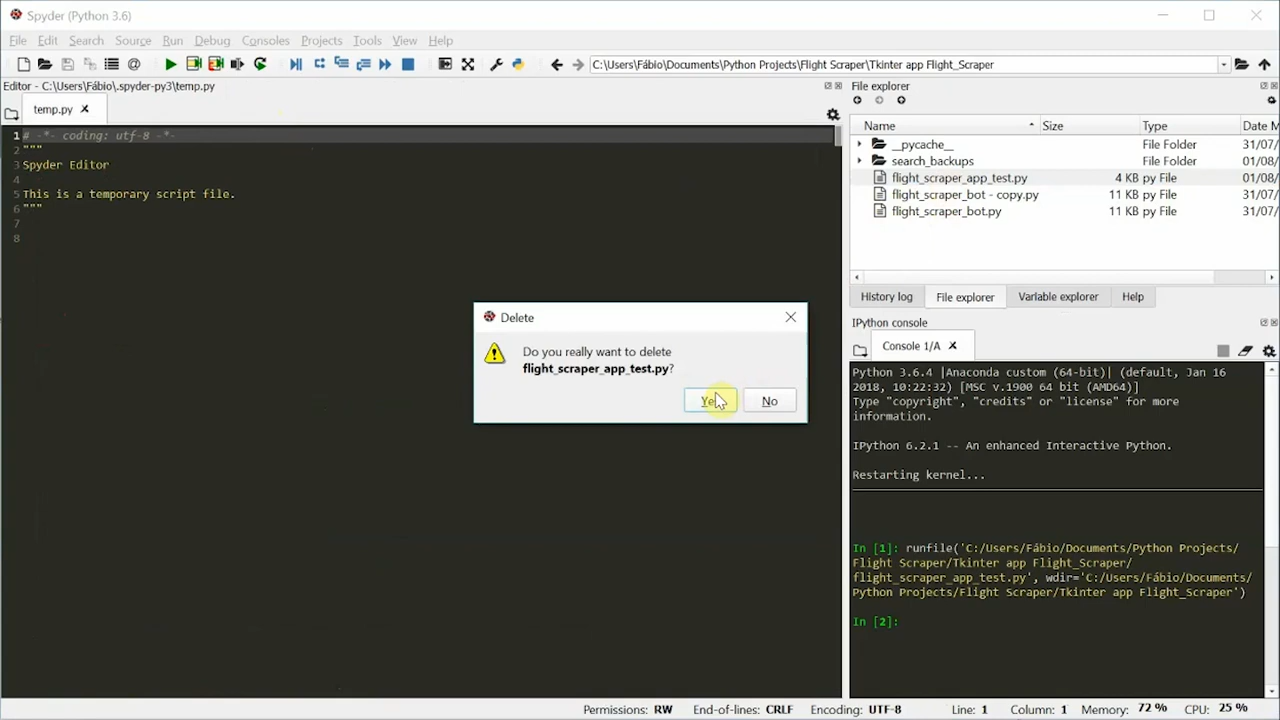 Spyder (Python 3.6)
File Edit Search Source Run Debug Consoles Projects Tools View Help
C:\Users\Fábio\Documents\Python Projects\Flight Scraper\Tkinter app Flight_Scraper
Editor - C:\Users\Fábio\.spyder-py3\temp.py
temp.py
1 # -*- coding: utf-8 -*-
2 """
3 Spyder Editor
4
5 This is a temporary script file.
6 """
7
8
File explorer
Name Size Type Date M
__pycache__ File Folder 31/07/
search_backups File Folder 01/08/
flight_scraper_app_test.py 4 KB py File 01/08/
flight_scraper_bot - copy.py 11 KB py File 31/07/
flight_scraper_bot.py 11 KB py File 31/07/
History log File explorer Variable explorer Help
Delete
Do you really want to delete
flight_scraper_app_test.py?
No
IPython console
Console 1/A
Python 3.6.4 |Anaconda custom (64-bit)| (default, Jan 16
2018, 10:22:32) [MSC v.1900 64 bit (AMD64)]
Type "copyright", "credits" or "license" for more
information.
IPython 6.2.1 -- An enhanced Interactive Python.
Restarting kernel...
In [1]: runfile('C:/Users/Fábio/Documents/Python Projects/
Flight Scraper/Tkinter app Flight_Scraper/
flight_scraper_app_test.py', wdir='C:/Users/Fábio/Documents/
Python Projects/Flight Scraper/Tkinter app Flight_Scraper')
In [2]:
Permissions: RW End-of-lines: CRLF Encoding: UTF-8 Line: 1 Column: 1 Memory: 72 % CPU: 25 %